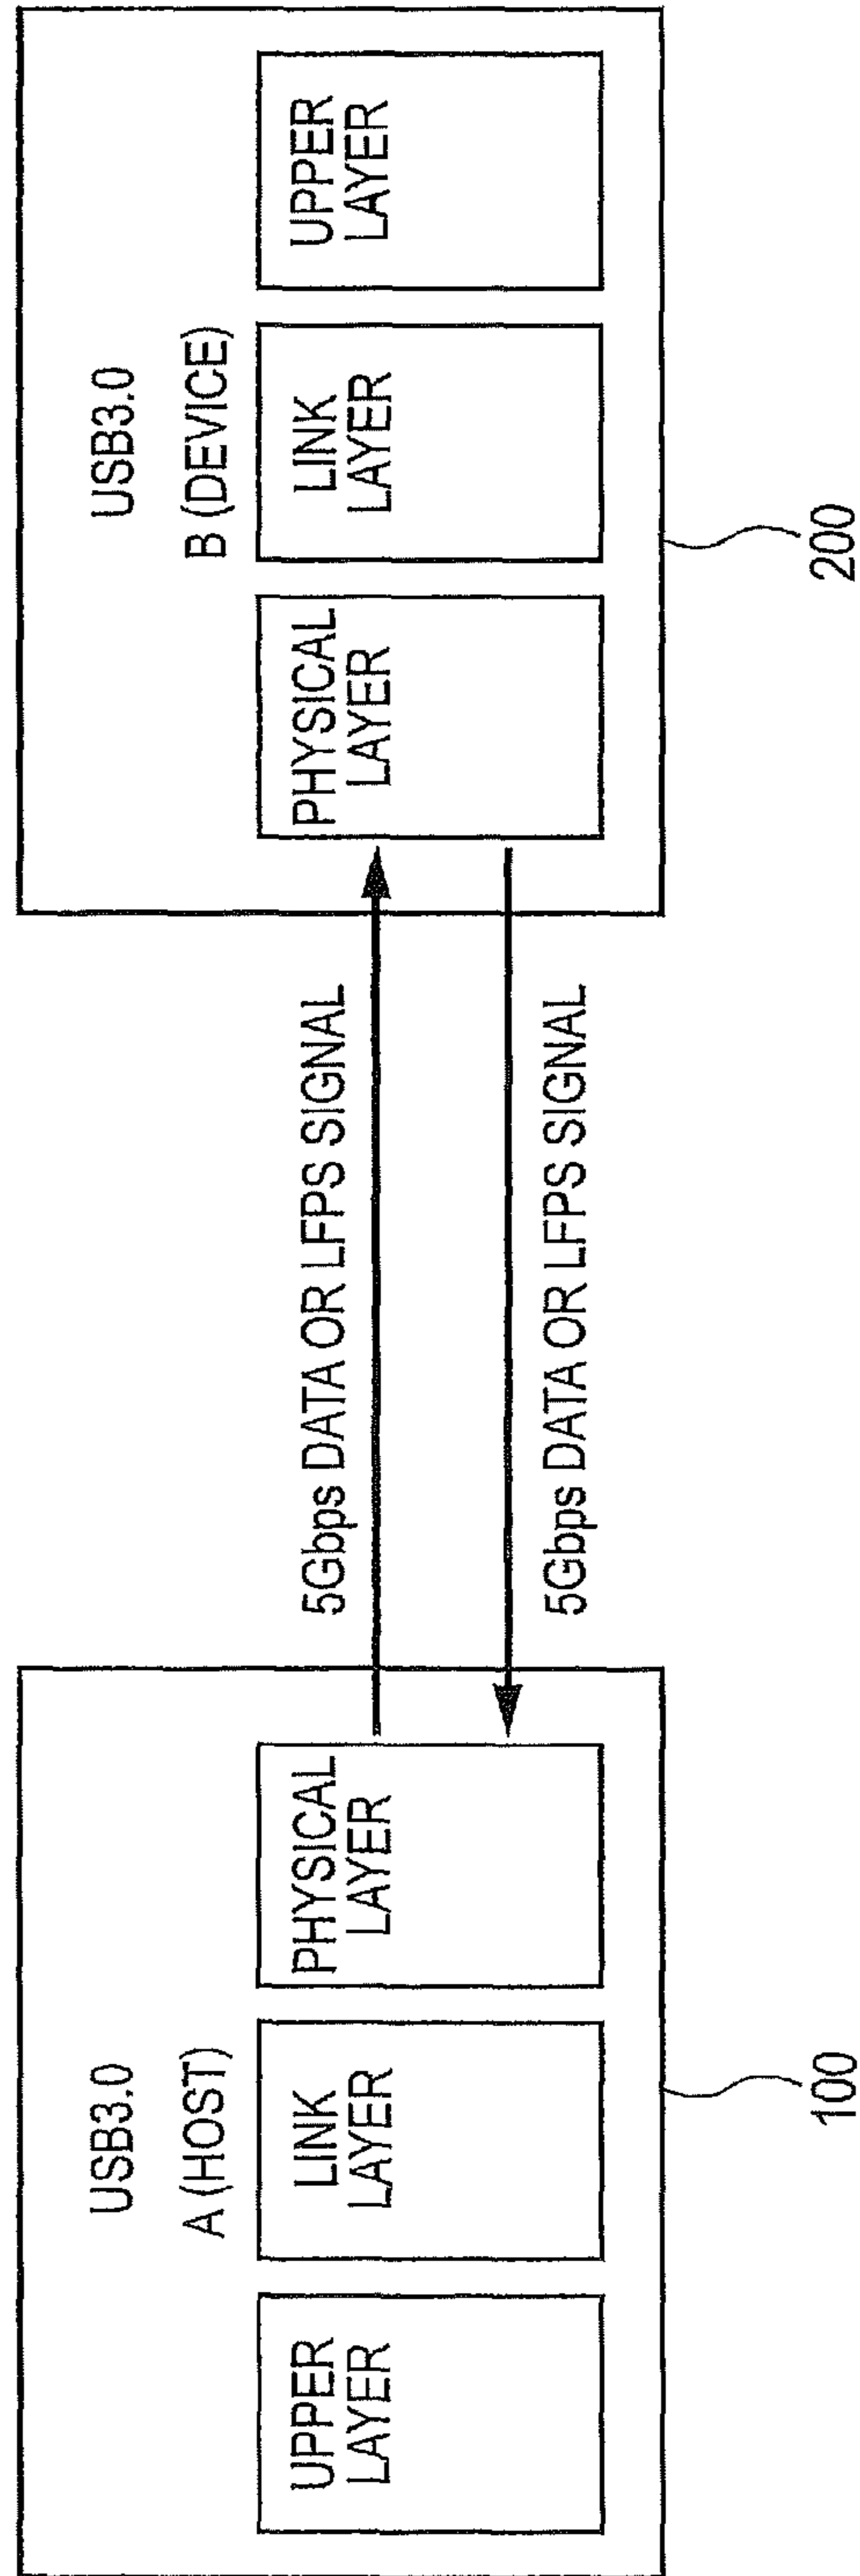 USB3.0
A (HOST)
UPPER
LAYER
LINK
LAYER
PHYSICAL
LAYER
100
5Gbps DATA OR LFPS SIGNAL
5Gbps DATA OR LFPS SIGNAL
USB3.0
B (DEVICE)
PHYSICAL
LAYER
LINK
LAYER
UPPER
LAYER
200